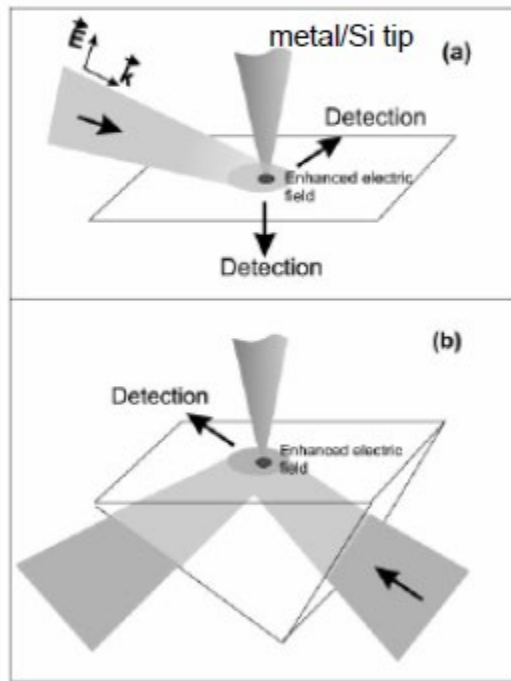 E
k
metal/Si tip
(a)
Detection
Enhanced electric
field
Detection
(b)
Detection
Enhanced electric
field